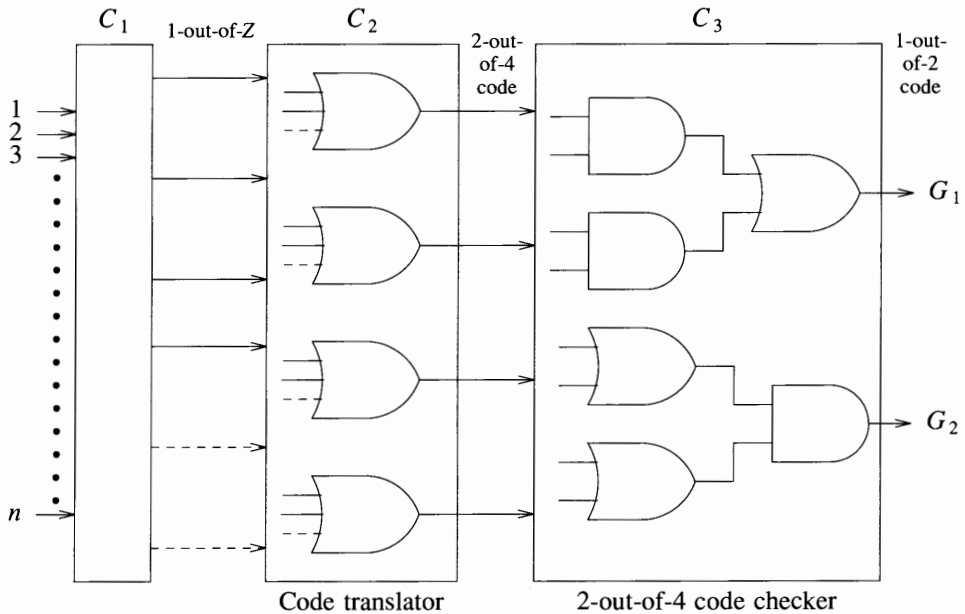 C1
1-out-of-Z
C2
2-out-
of-4
code
C3
1-out-
of-2
code
1
2
3
n
G1
G2
Code translator
2-out-of-4 code checker